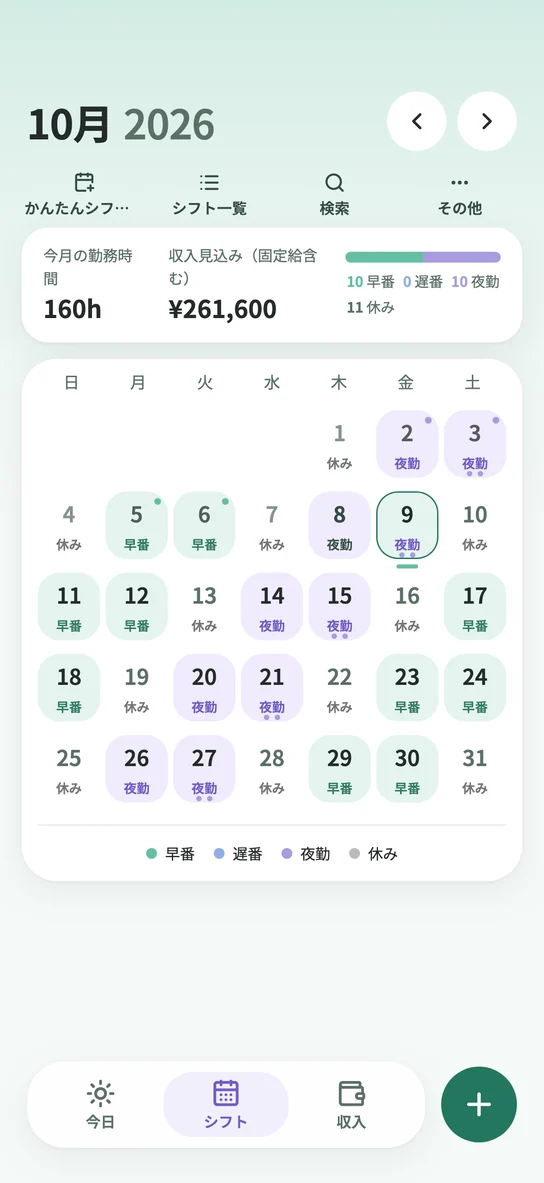 10月 2026
かんたんシフ… シフト一覧 検索 その他
今月の勤務時間
160h
収入見込み（固定給含む）
¥261,600
10 早番 0 遅番 10 夜勤
11 休み
日 月 火 水 木 金 土
1 2 3
休み 夜勤 夜勤
4 5 6 7 8 9 10
休み 早番 早番 休み 夜勤 夜勤 休み
11 12 13 14 15 16 17
早番 早番 休み 夜勤 夜勤 休み 早番
18 19 20 21 22 23 24
早番 休み 夜勤 夜勤 休み 早番 早番
25 26 27 28 29 30 31
休み 夜勤 夜勤 休み 早番 早番 休み
早番 遅番 夜勤 休み
今日 シフト 収入